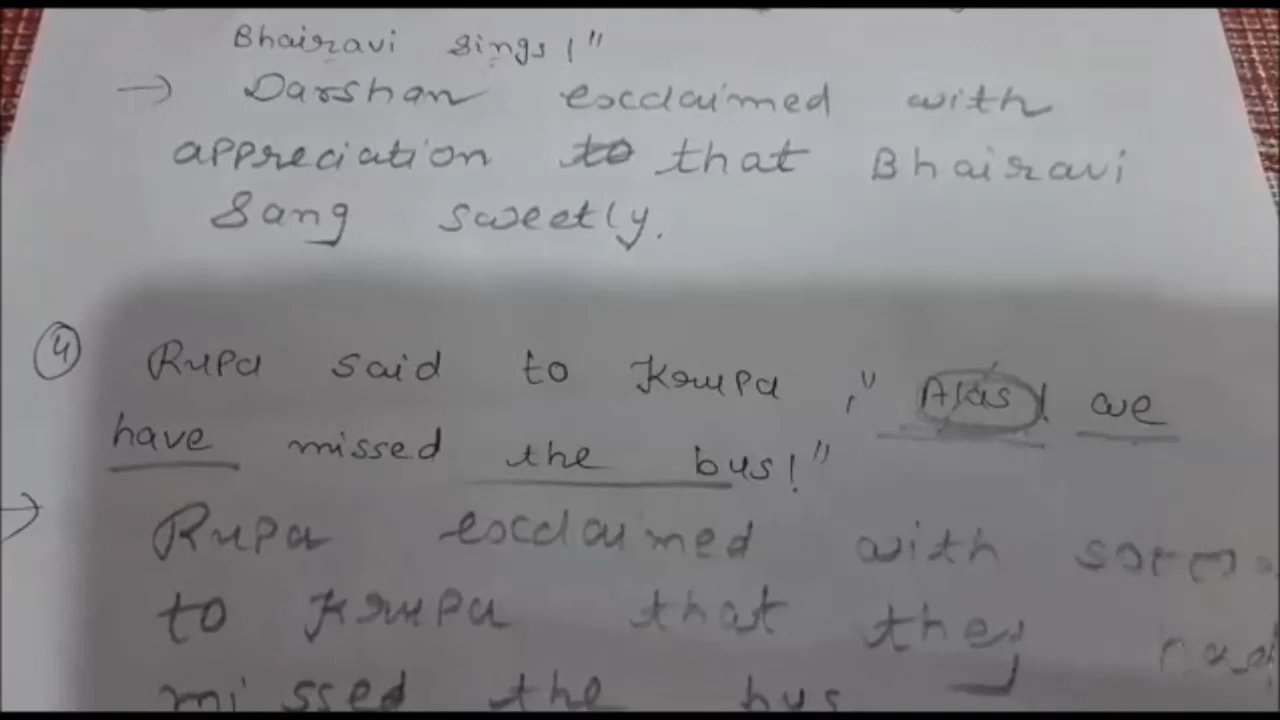 Bhairavi sings!"
→ Darshan exclaimed with
appreciation to that Bhairavi
Sang sweetly.
4 Rupa said to Krupa ," Alas! we
have missed the bus!"
→ Rupa exclaimed with
to Krupa that they had
missed the bus